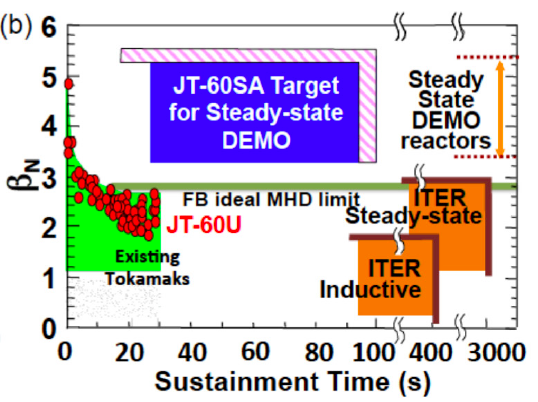 (b)
6
5
4
3
2
1
0
βN
JT-60SA Target
for Steady-state
DEMO
Steady
State
DEMO
reactors
FB ideal MHD limit
JT-60U
Existing
Tokamaks
ITER
Steady-state
ITER
Inductive
0 20 40 60 80 100 400 3000
Sustainment Time (s)